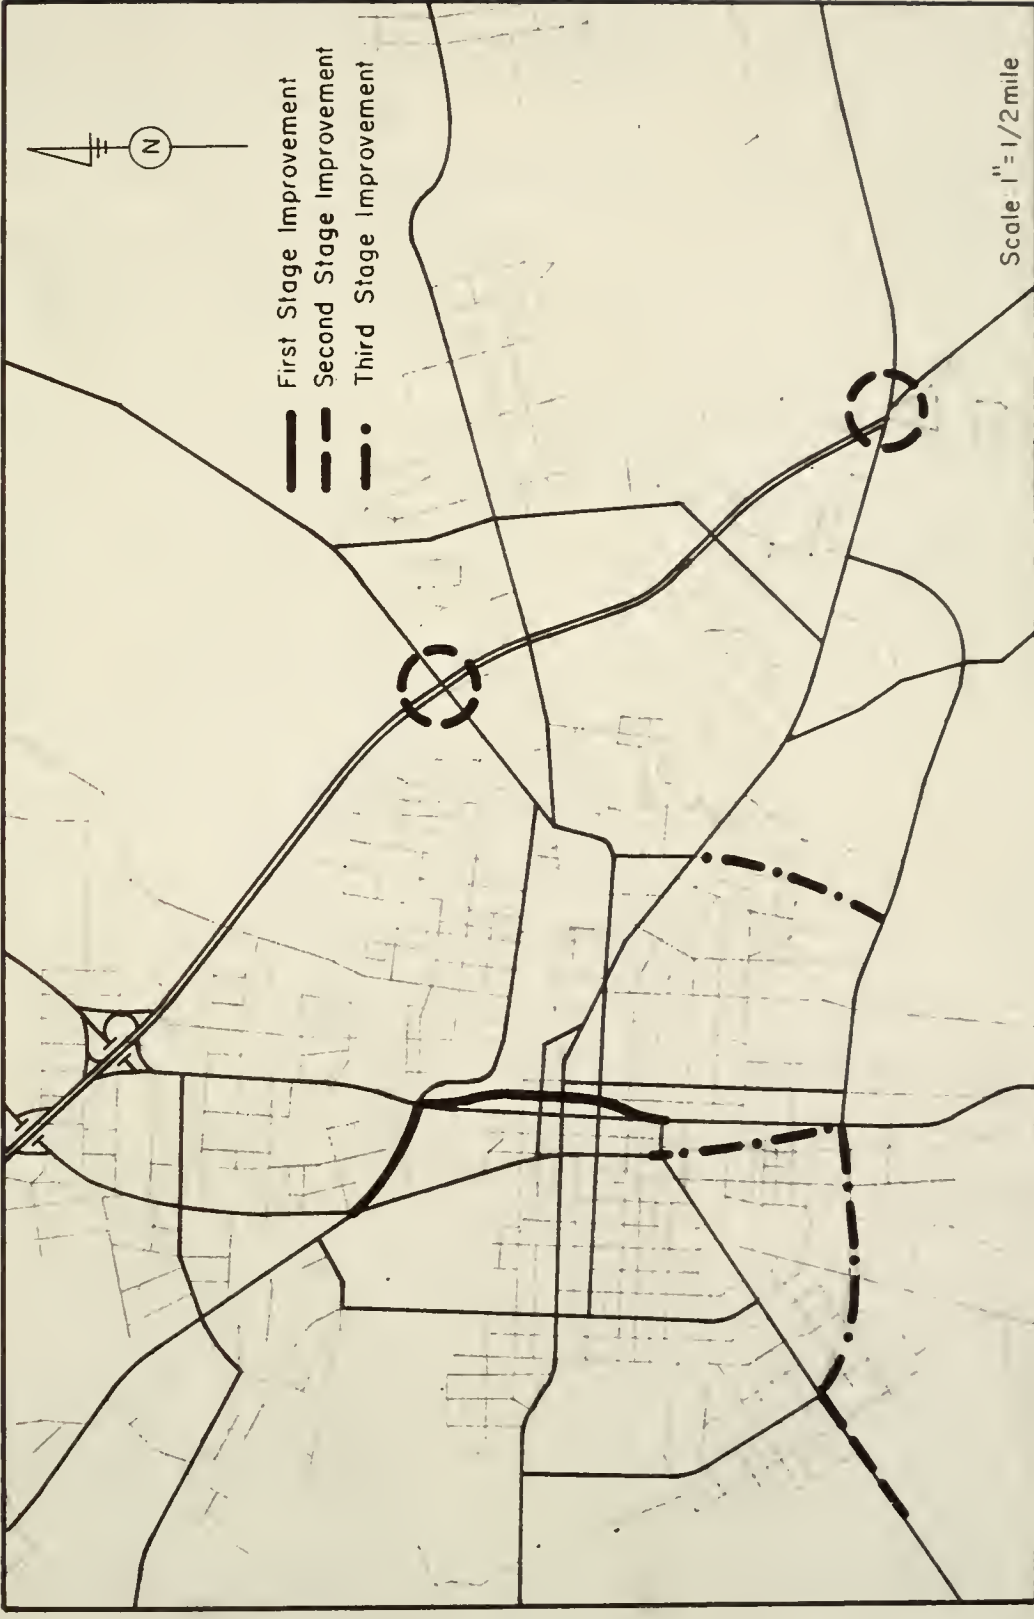 N
First Stage Improvement
Second Stage Improvement
Third Stage Improvement
Scale: 1" = 1/2 mile